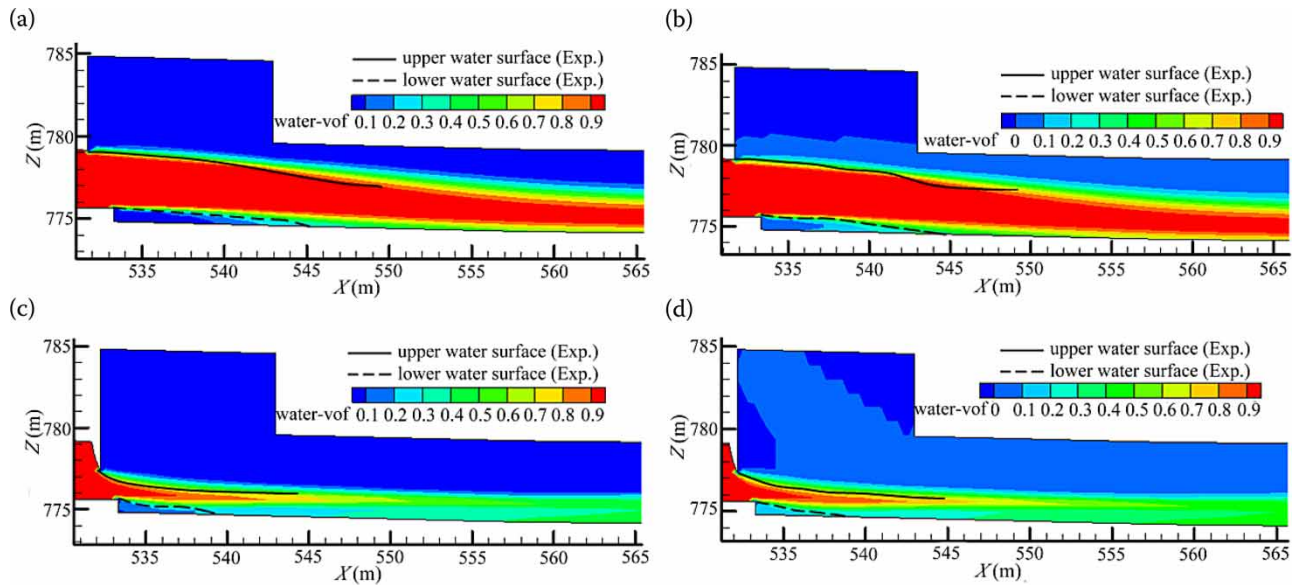 (a)
785
upper water surface (Exp.)
lower water surface (Exp.)
water-vof 0.1 0.2 0.3 0.4 0.5 0.6 0.7 0.8 0.9
780
Z(m)
775
535 540 545 550 555 560 565
X(m)
(b)
785
upper water surface (Exp.)
lower water surface (Exp.)
water-vof 0 0.1 0.2 0.3 0.4 0.5 0.6 0.7 0.8 0.9
780
Z(m)
775
535 540 545 550 555 560 565
X(m)
(c)
785
upper water surface (Exp.)
lower water surface (Exp.)
water-vof 0.1 0.2 0.3 0.4 0.5 0.6 0.7 0.8 0.9
780
Z(m)
775
535 540 545 550 555 560 565
X(m)
(d)
785
upper water surface (Exp.)
lower water surface (Exp.)
water-vof 0 0.1 0.2 0.3 0.4 0.5 0.6 0.7 0.8 0.9
780
Z(m)
775
535 540 545 550 555 560 565
X(m)